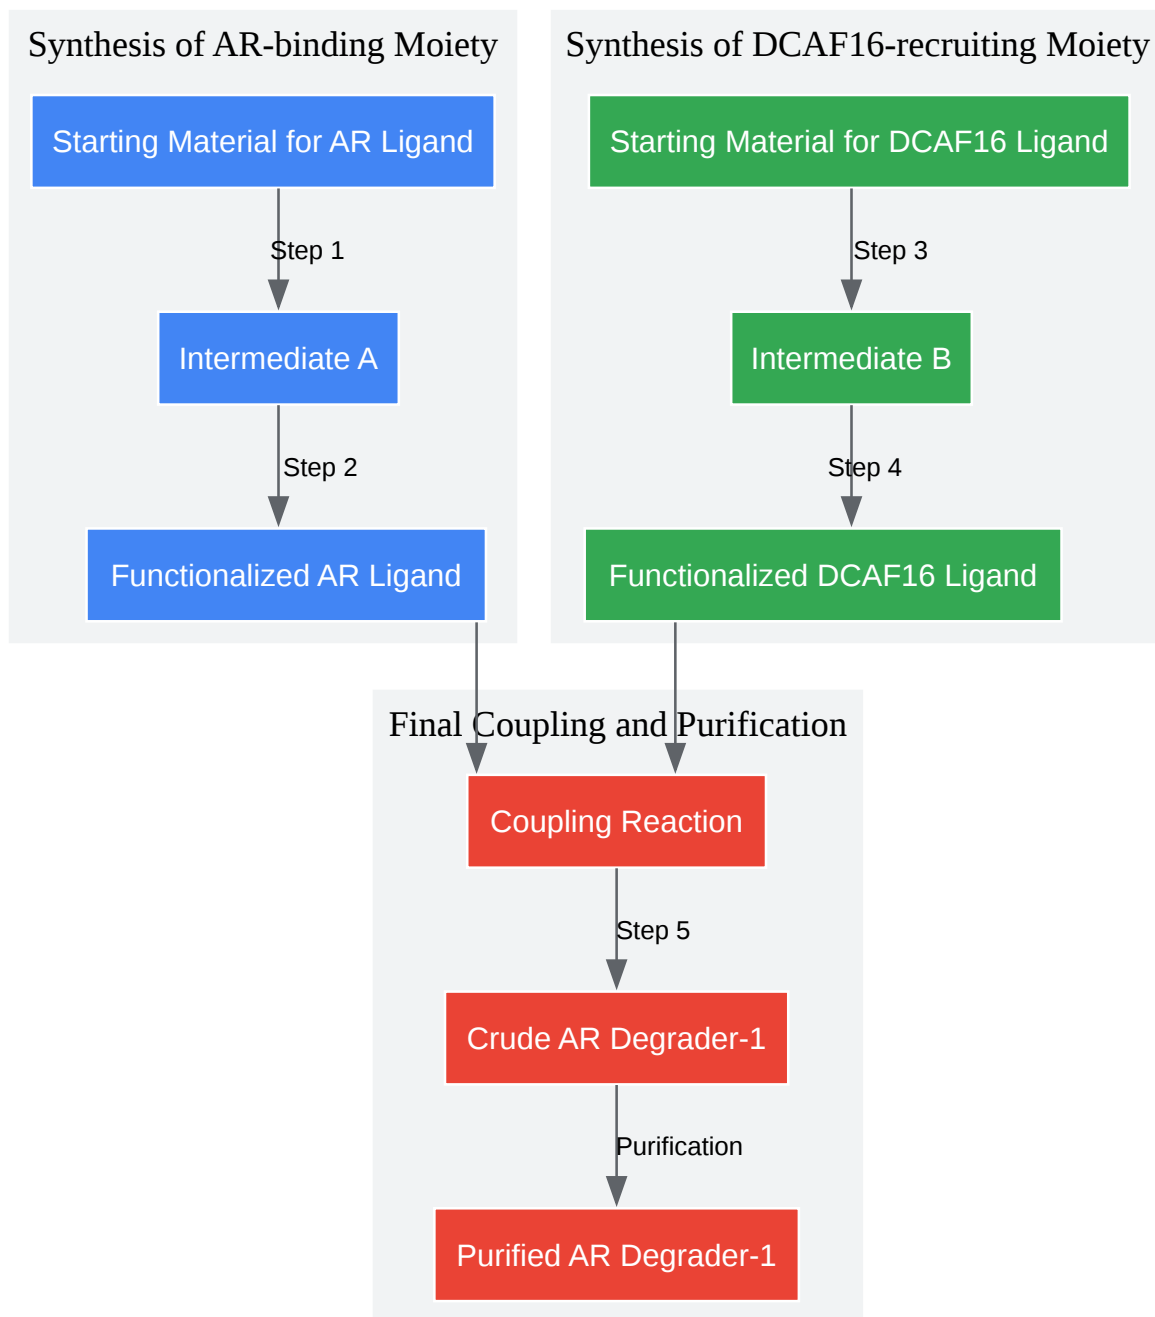 Synthesis of AR-binding Moiety
Starting Material for AR Ligand
Step 1
Intermediate A
Step 2
Functionalized AR Ligand
Synthesis of DCAF16-recruiting Moiety
Starting Material for DCAF16 Ligand
Step 3
Intermediate B
Step 4
Functionalized DCAF16 Ligand
Final Coupling and Purification
Coupling Reaction
Step 5
Crude AR Degrader-1
Purification
Purified AR Degrader-1